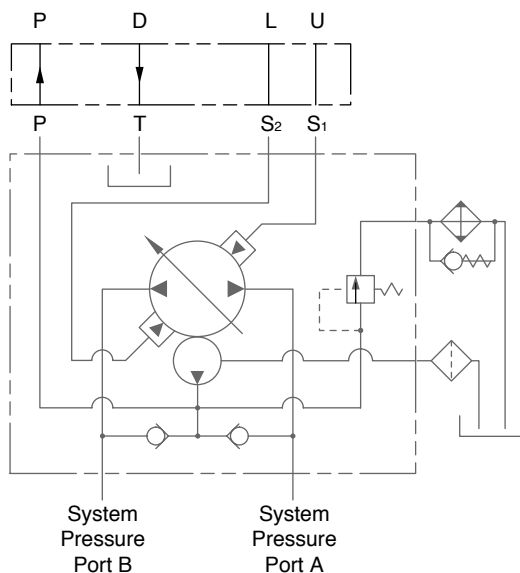 P D L U
P T S₂ S₁
System Pressure Port B
System Pressure Port A